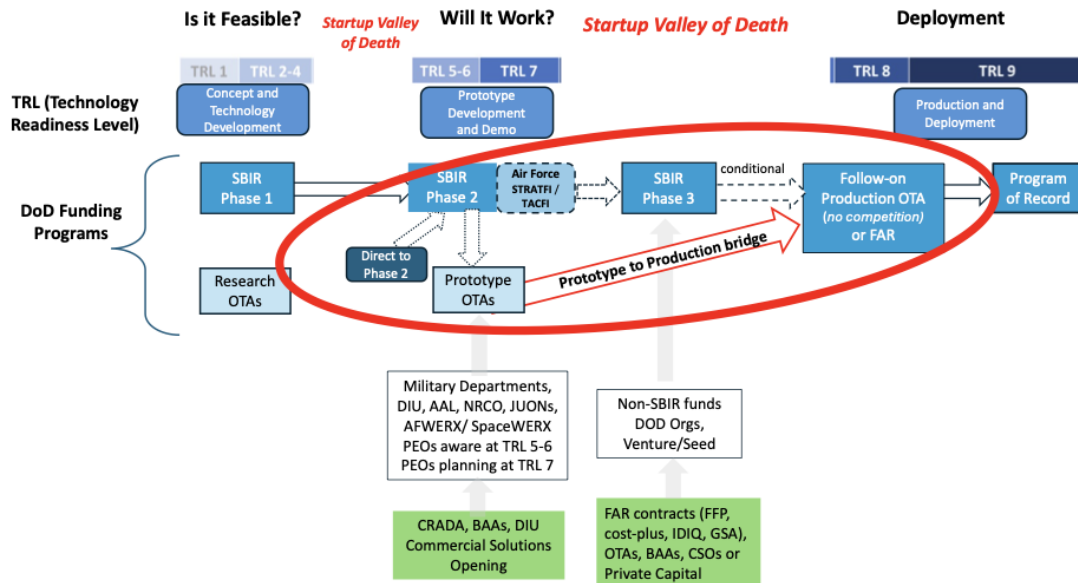 Is it Feasible?
Startup Valley
of Death
Will It Work?
Startup Valley of Death
Deployment
TRL 1
TRL 2-4
TRL 5-6
TRL 7
TRL 8
TRL 9
TRL (Technology
Readiness Level)
Concept and
Technology
Development
Prototype
Development
and Demo
Production and
Deployment
DoD Funding
Programs
SBIR
Phase 1
SBIR
Phase 2
Air Force
STRATFI /
TACFI
SBIR
Phase 3
conditional
Follow-on
Production OTA
(no competition)
or FAR
Program
of Record
Direct to
Phase 2
Research
OTAs
Prototype
OTAs
Prototype to Production bridge
Military Departments,
DIU, AAL, NRCO, JUONs,
AFWERX/ SpaceWERX
PEOs aware at TRL 5-6
PEOs planning at TRL 7
Non-SBIR funds
DOD Orgs,
Venture/Seed
CRADA, BAAs, DIU
Commercial Solutions
Opening
FAR contracts (FFP,
cost-plus, IDIQ, GSA),
OTAs, BAAs, CSOs or
Private Capital